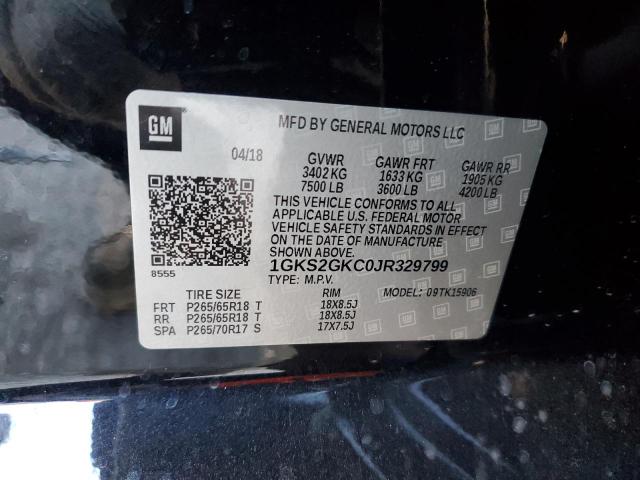 GM
MFD BY GENERAL MOTORS LLC
04/18 GVWR GAWR FRT GAWR RR
3402 KG 1633 KG 1905 KG
7500 LB 3600 LB 4200 LB
THIS VEHICLE CONFORMS TO ALL
APPLICABLE U.S. FEDERAL MOTOR
VEHICLE SAFETY STANDARDS IN EFFECT
ON THE DATE OF MANUFACTURE
SHOWN ABOVE.
8555 1GKS2GKC0JR329799
TYPE: M.P.V. MODEL: 09TK15906
TIRE SIZE RIM
FRT P265/65R18 T 18X8.5J
RR P265/65R18 T 18X8.5J
SPA P265/70R17 S 17X7.5J